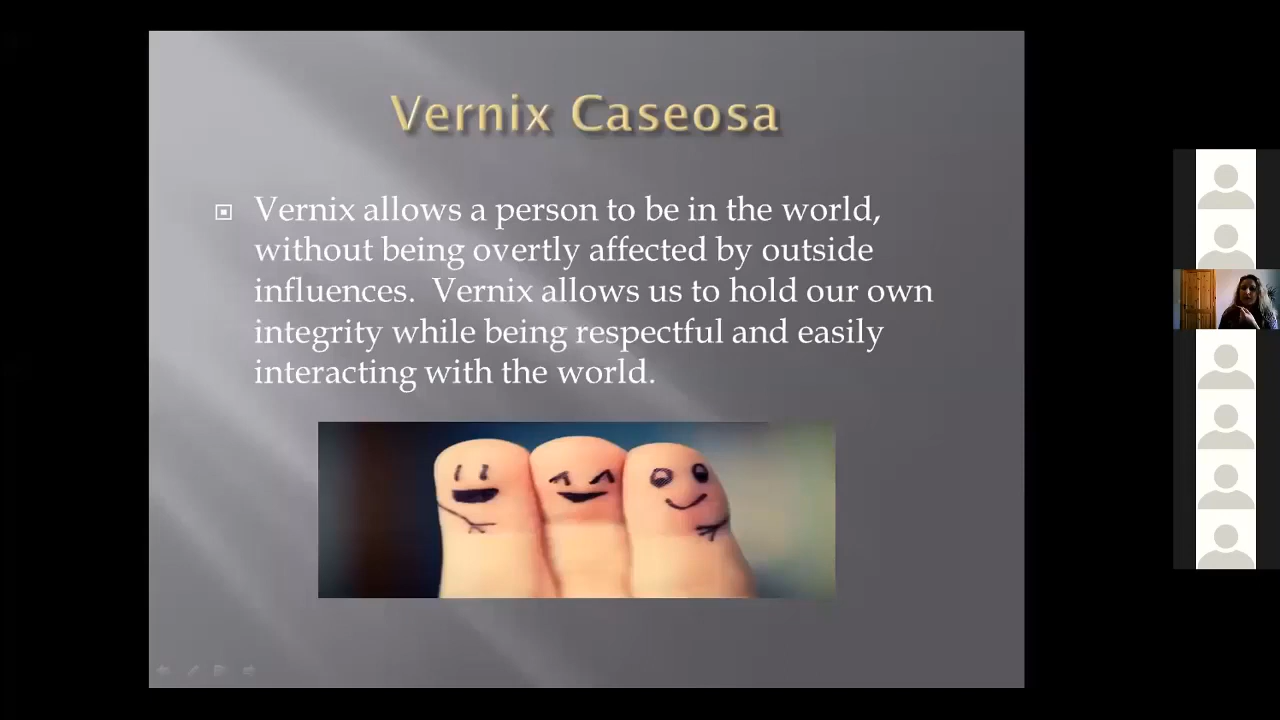 Vernix Caseosa
Vernix allows a person to be in the world,
without being overtly affected by outside
influences.  Vernix allows us to hold our own
integrity while being respectful and easily
interacting with the world.